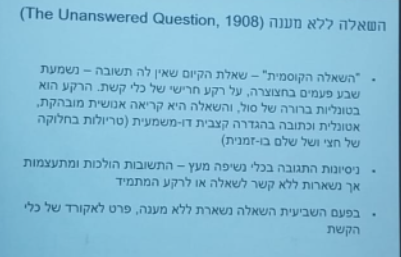 השאלה ללא מענה (The Unanswered Question, 1908)
• "השאלה הקוסמית" – שאלת הקיום שאין לה תשובה – נשמעת
שבע פעמים בחצוצרה, על רקע חרישי של כלי קשת. הרקע הוא
בטונליות ברורה של סול, והשאלה היא קריאה אנושית מובהקת,
אטונלית וכתובה בהגדרה קצבית דו-משמעית (טריולות בחלוקה
של חצי ושל שלם בו-זמנית)
• ניסיונות התגובה בכלי נשיפה מעץ – התשובות הולכות ומתעצמות
אך נשארות ללא קשר לשאלה או לרקע המתמיד
• בפעם השביעית השאלה נשארת ללא מענה, פרט לאקורד של כלי
הקשת